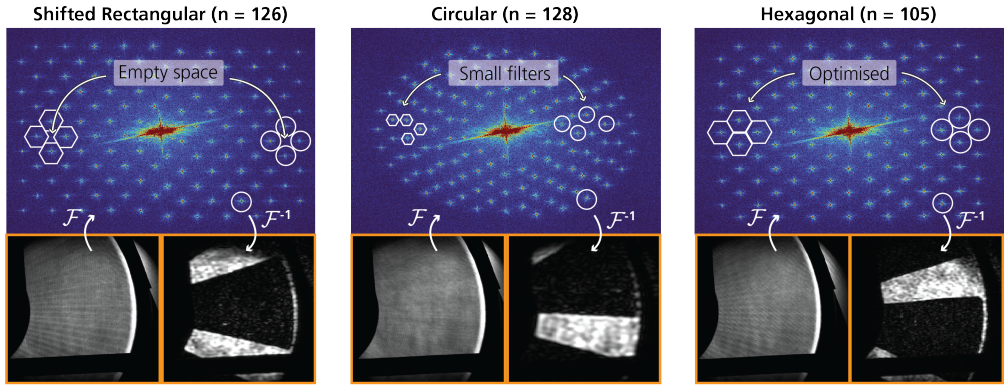 Shifted Rectangular (n = 126)
Circular (n = 128)
Hexagonal (n = 105)
Empty space
Small filters
Optimised
ℱ
ℱ⁻¹
ℱ
ℱ⁻¹
ℱ
ℱ⁻¹